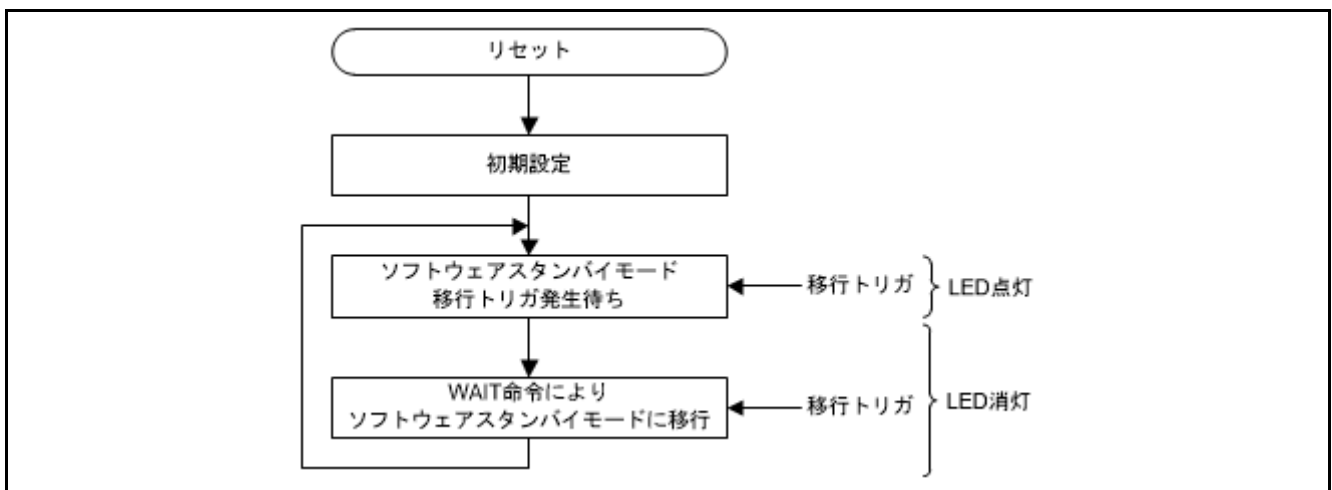 リセット
初期設定
ソフトウェアスタンバイモード
移行トリガ発生待ち
移行トリガ
LED点灯
WAIT命令により
ソフトウェアスタンバイモードに移行
移行トリガ
LED消灯